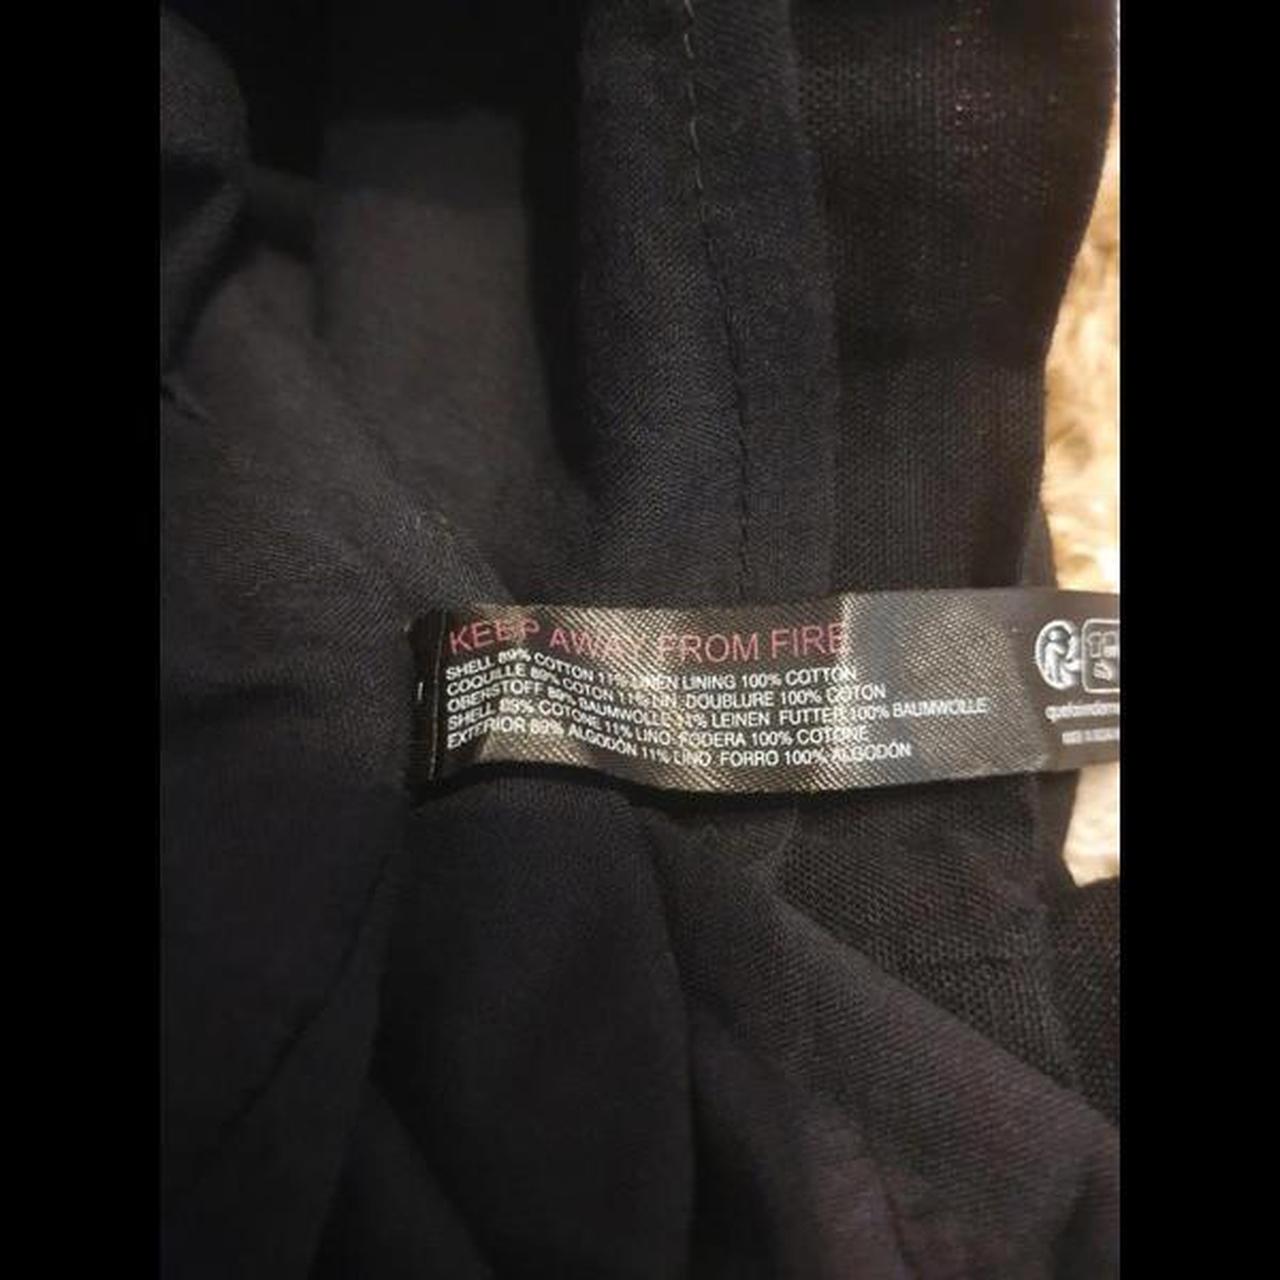 KEEP AWAY FROM FIRE
SHELL 89% COTTON 11% LINEN LINING 100% COTTON
COQUILLE 89% COTON 11% LIN DOUBLURE 100% COTON
OBERSTOFF 89% BAUMWOLLE 11% LEINEN FUTTER 100% BAUMWOLLE
SHELL 89% COTONE 11% LINO FODERA 100% COTONE
EXTERIOR 89% ALGODÓN 11% LINO FORRO 100% ALGODÓN